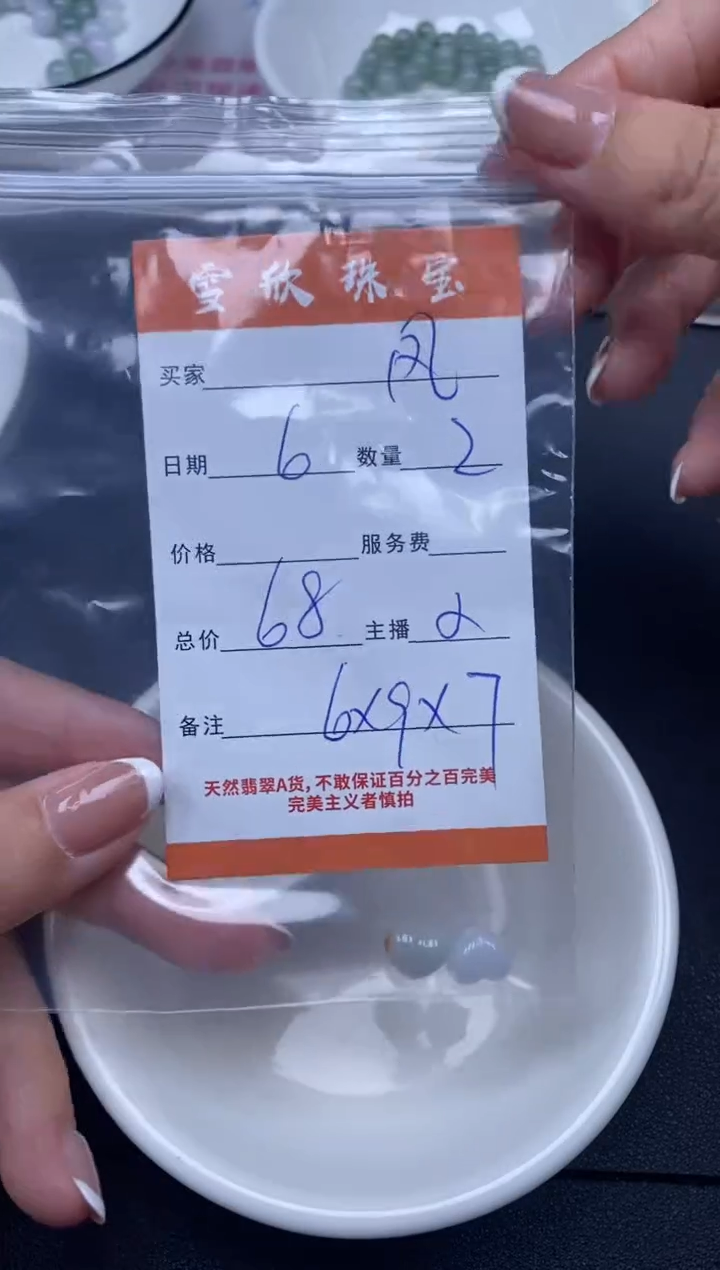 雪欣珠宝
买家 风
日期 6 数量 2
价格 服务费
总价 68 主播 2
备注 6x9x7
天然翡翠A货,不敢保证百分之百完美
完美主义者慎拍